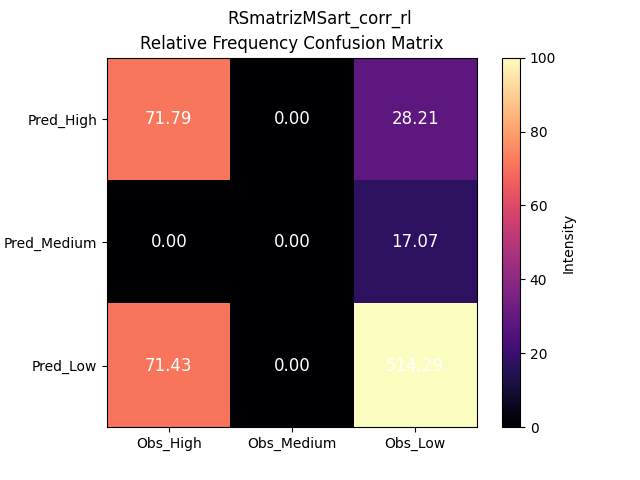 RSmatrizMSart_corr_rl
Relative Frequency Confusion Matrix
Pred_High
71.79
0.00
28.21
Pred_Medium
0.00
0.00
17.07
Pred_Low
71.43
0.00
514.29
Obs_High
Obs_Medium
Obs_Low
100
80
60
40
20
0
Intensity